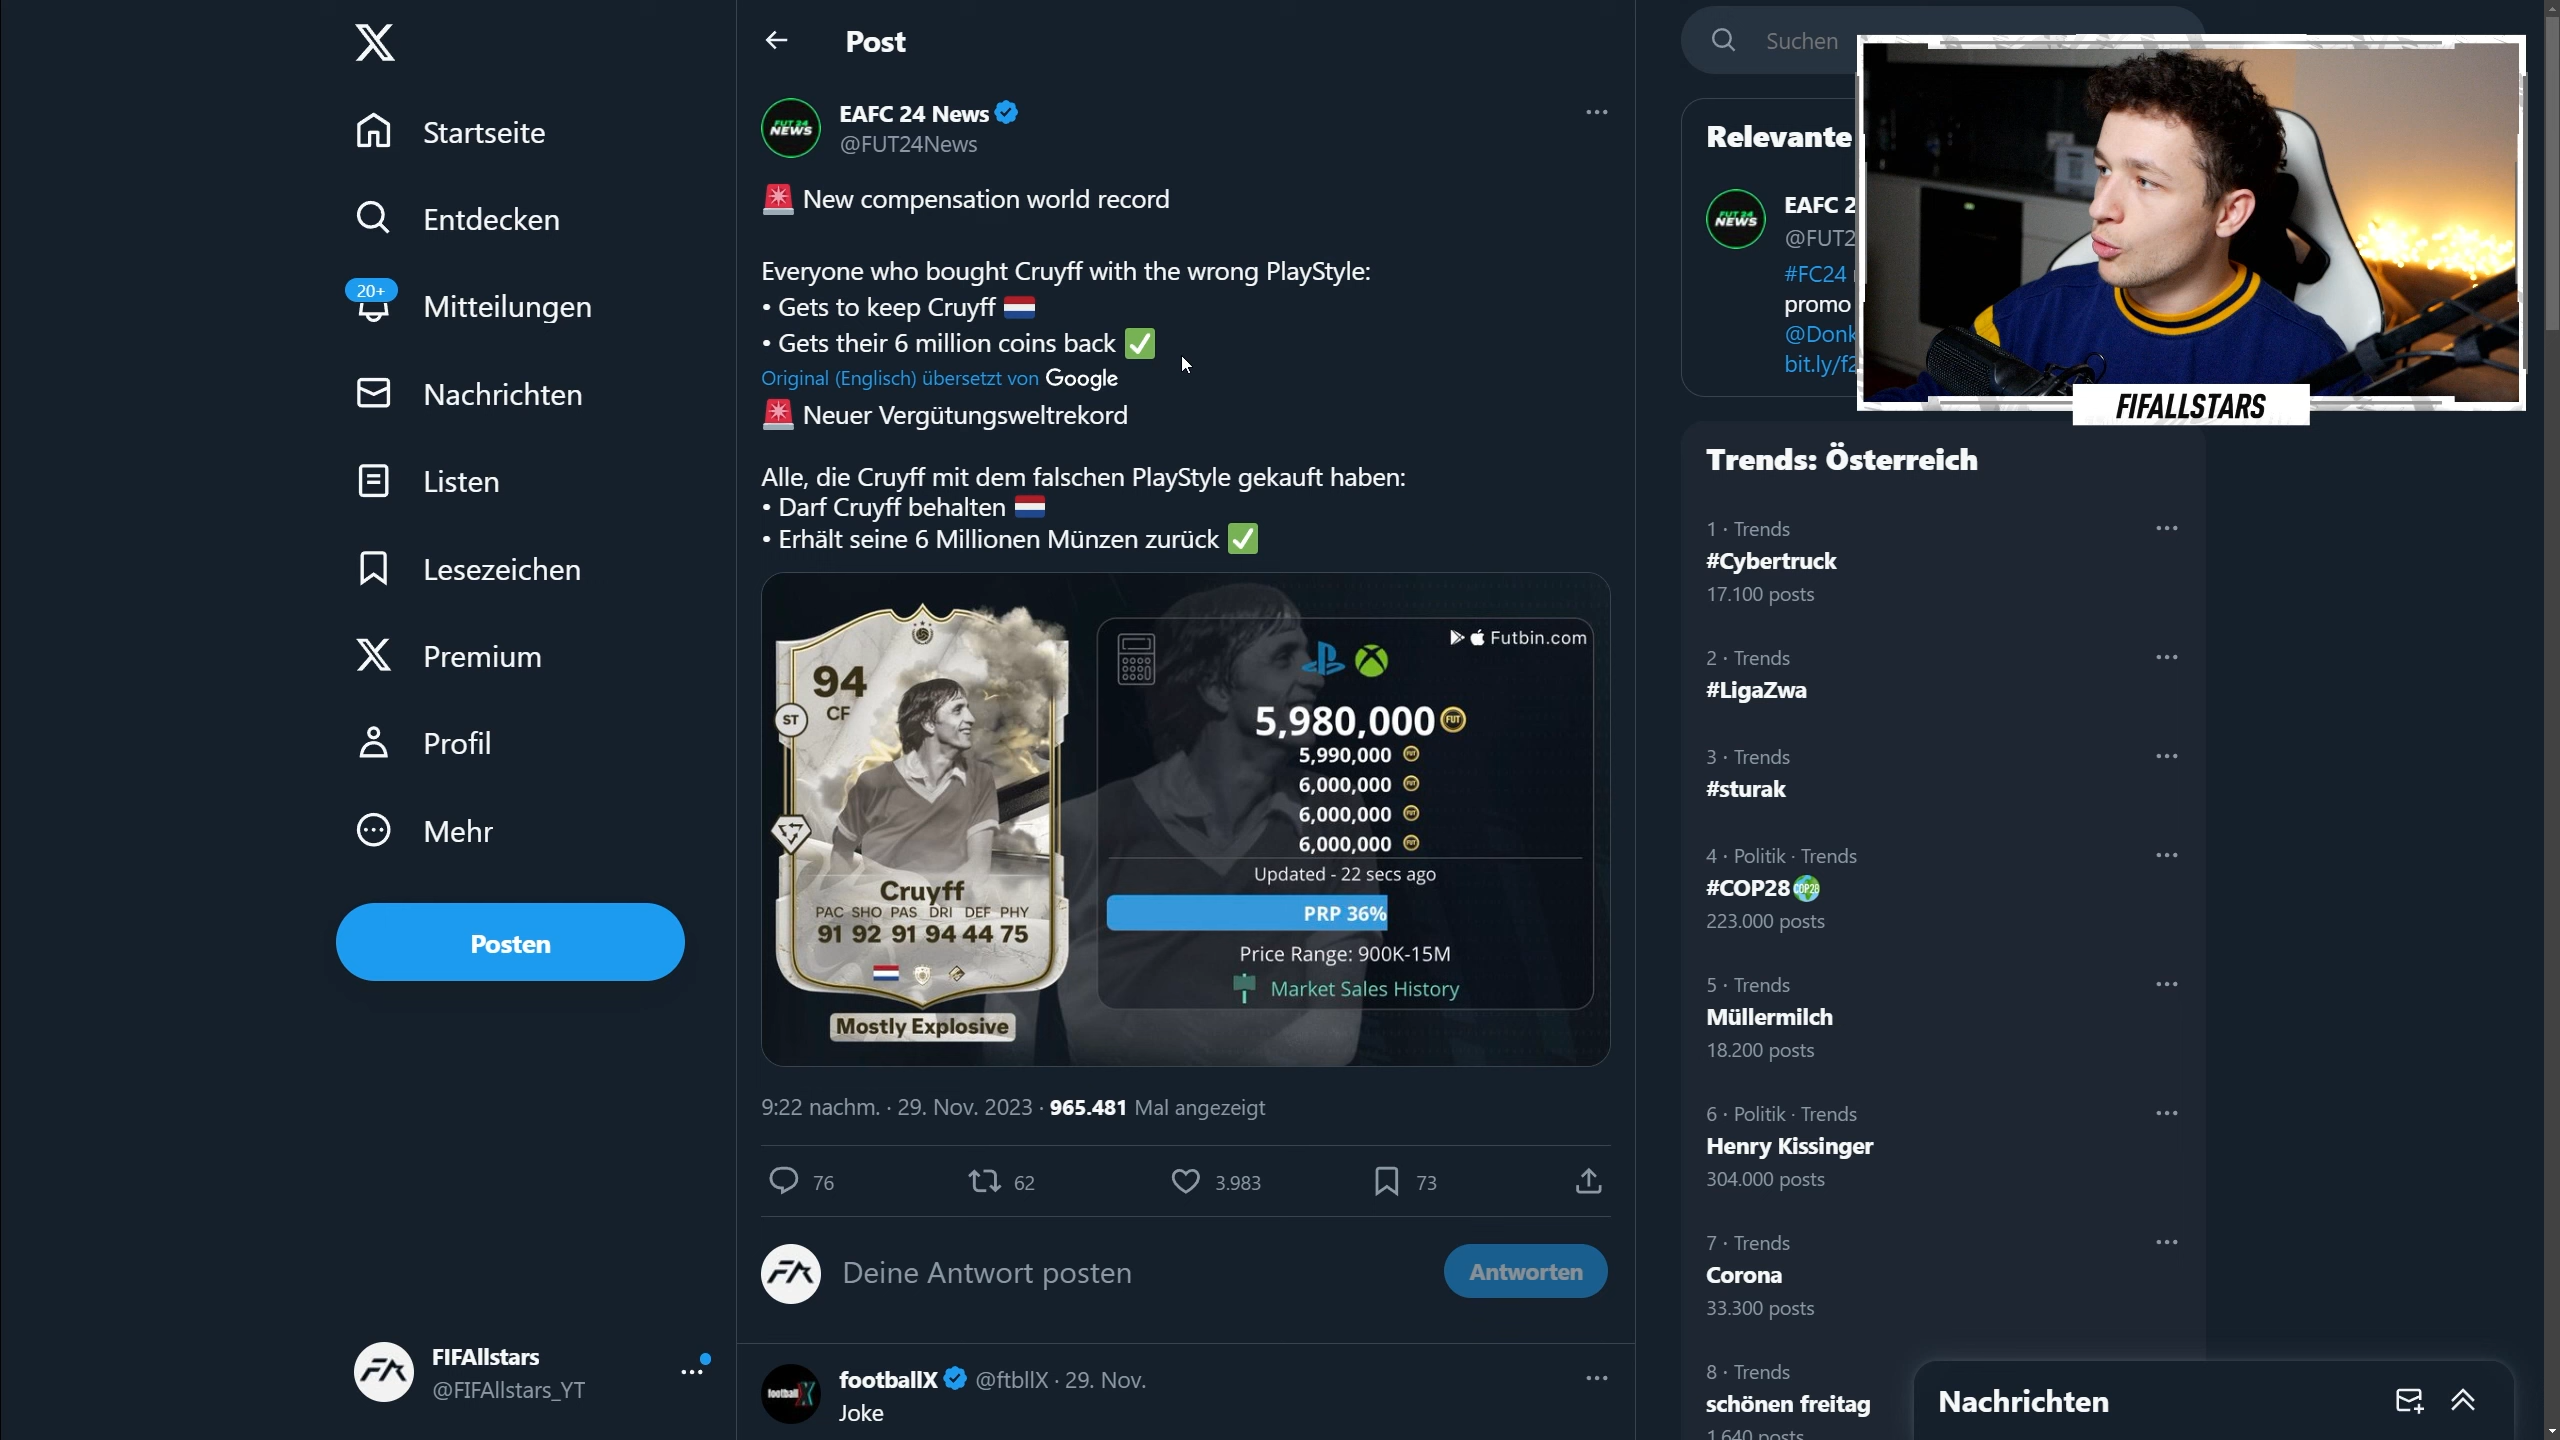 Startseite
Entdecken
20+
Mitteilungen
Nachrichten
Listen
Lesezeichen
Premium
Profil
Mehr
Posten
FIFAllstars
@FIFAllstars_YT
Post
FUT 24
NEWS
EAFC 24 News
@FUT24News
🚨 New compensation world record
Everyone who bought Cruyff with the wrong PlayStyle:
• Gets to keep Cruyff 🇳🇱
• Gets their 6 million coins back ✅
Original (Englisch) übersetzt von Google
🚨 Neuer Vergütungsweltrekord
Alle, die Cruyff mit dem falschen PlayStyle gekauft haben:
• Darf Cruyff behalten 🇳🇱
• Erhält seine 6 Millionen Münzen zurück ✅
94
CF
ST
Cruyff
PAC SHO PAS DRI DEF PHY
91 92 91 94 44 75
Mostly Explosive
Futbin.com
5,980,000
5,990,000
6,000,000
6,000,000
6,000,000
Updated - 22 secs ago
PRP 36%
Price Range: 900K-15M
Market Sales History
9:22 nachm. · 29. Nov. 2023 · 965.481 Mal angezeigt
76
62
3.983
73
FA
Deine Antwort posten
Antworten
footballX @ftbllX · 29. Nov.
Joke
Suchen
Relevante
FUT 24
NEWS
EAFC 2
@FUT2
#FC24
promo
@Donk
bit.ly/f2
FIFALLSTARS
Trends: Österreich
1 · Trends
#Cybertruck
17.100 posts
2 · Trends
#LigaZwa
3 · Trends
#sturak
4 · Politik · Trends
#COP28
223.000 posts
5 · Trends
Müllermilch
18.200 posts
6 · Politik · Trends
Henry Kissinger
304.000 posts
7 · Trends
Corona
33.300 posts
8 · Trends
schönen freitag
1.640 posts
Nachrichten